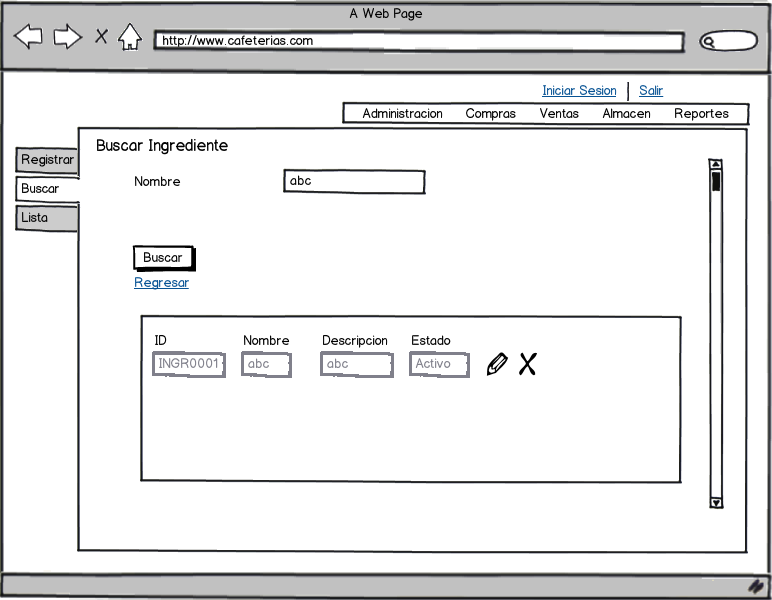 A Web Page
http://www.cafeterias.com
Iniciar Sesion | Salir
Administracion Compras Ventas Almacen Reportes
Registrar
Buscar
Lista
Buscar Ingrediente
Nombre abc
Buscar
Regresar
ID Nombre Descripcion Estado
INGR0001 abc abc Activo